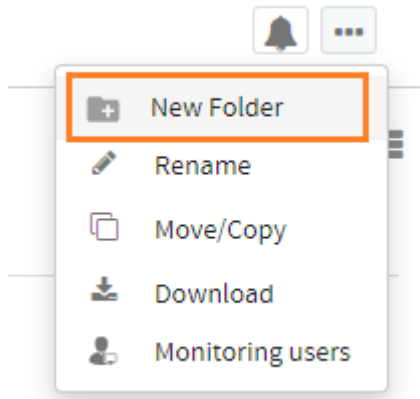 New Folder
Rename
Move/Copy
Download
Monitoring users